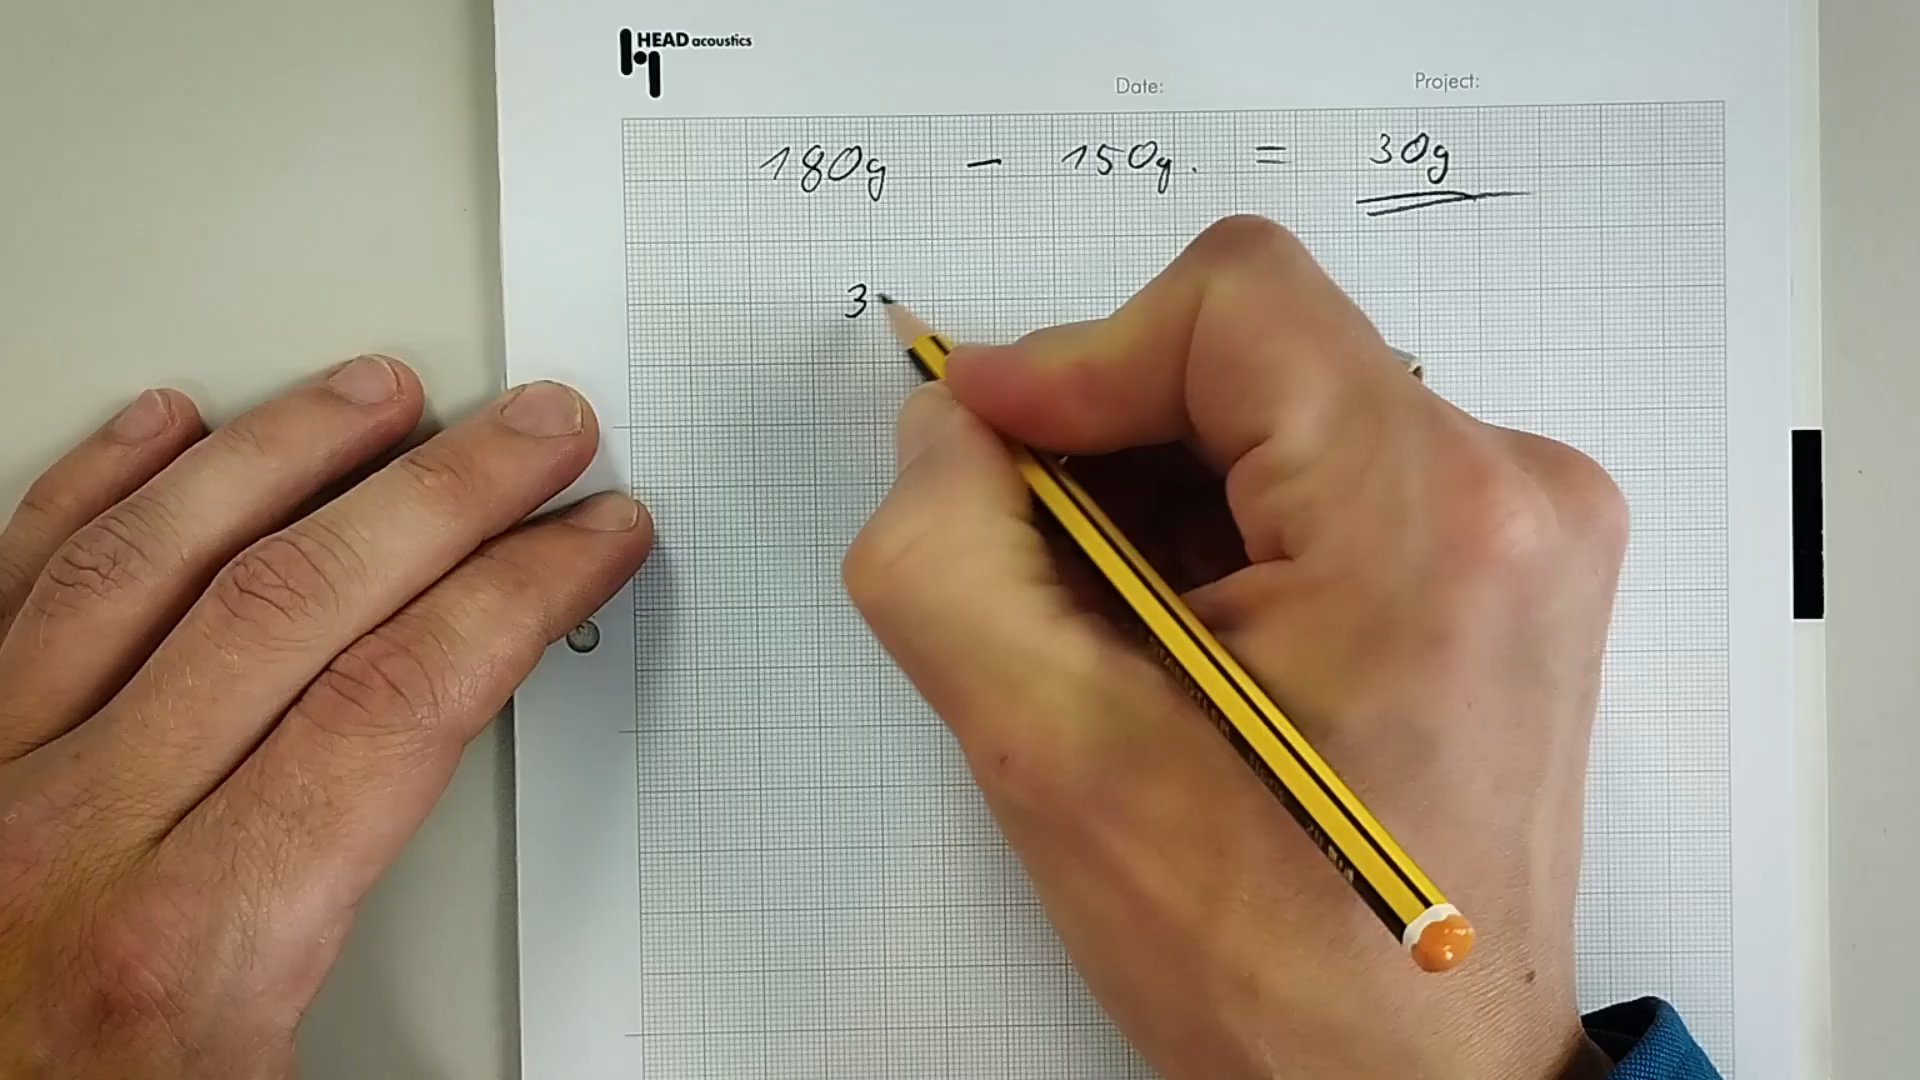 HEAD acoustics
Date: Project:
180g - 150g. = 30g
3